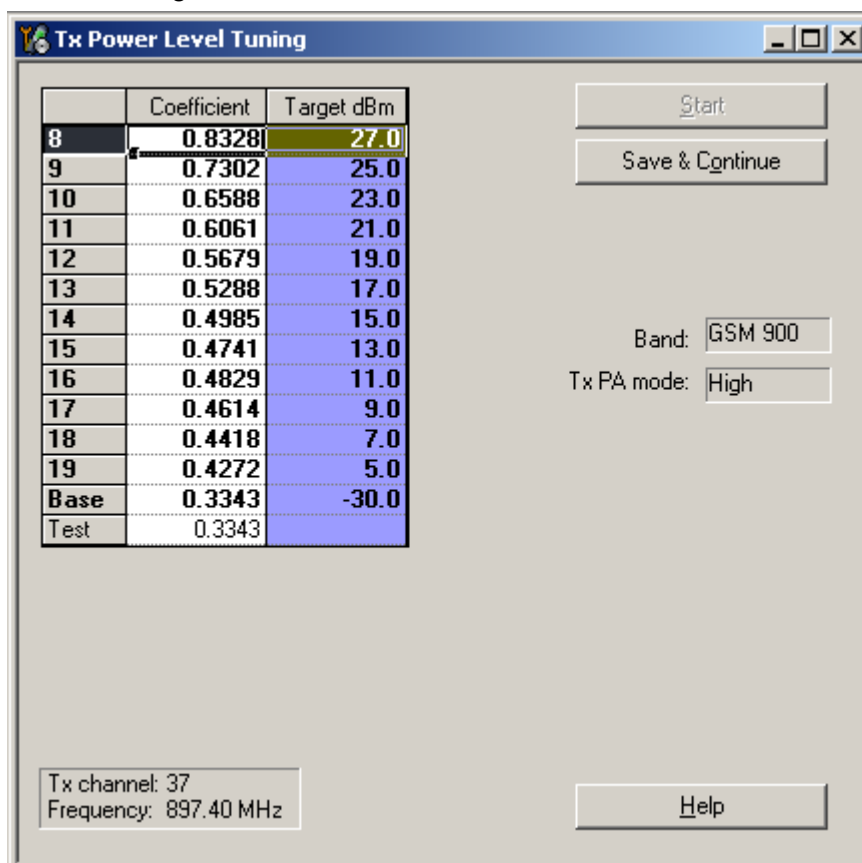 Tx Power Level Tuning
Coefficient Target dBm
8 0.8328 27.0
9 0.7302 25.0
10 0.6588 23.0
11 0.6061 21.0
12 0.5679 19.0
13 0.5288 17.0
14 0.4985 15.0
15 0.4741 13.0
16 0.4829 11.0
17 0.4614 9.0
18 0.4418 7.0
19 0.4272 5.0
Base 0.3343 -30.0
Test 0.3343
Start
Save & Continue
Band: GSM 900
Tx PA mode: High
Tx channel: 37
Frequency: 897.40 MHz
Help